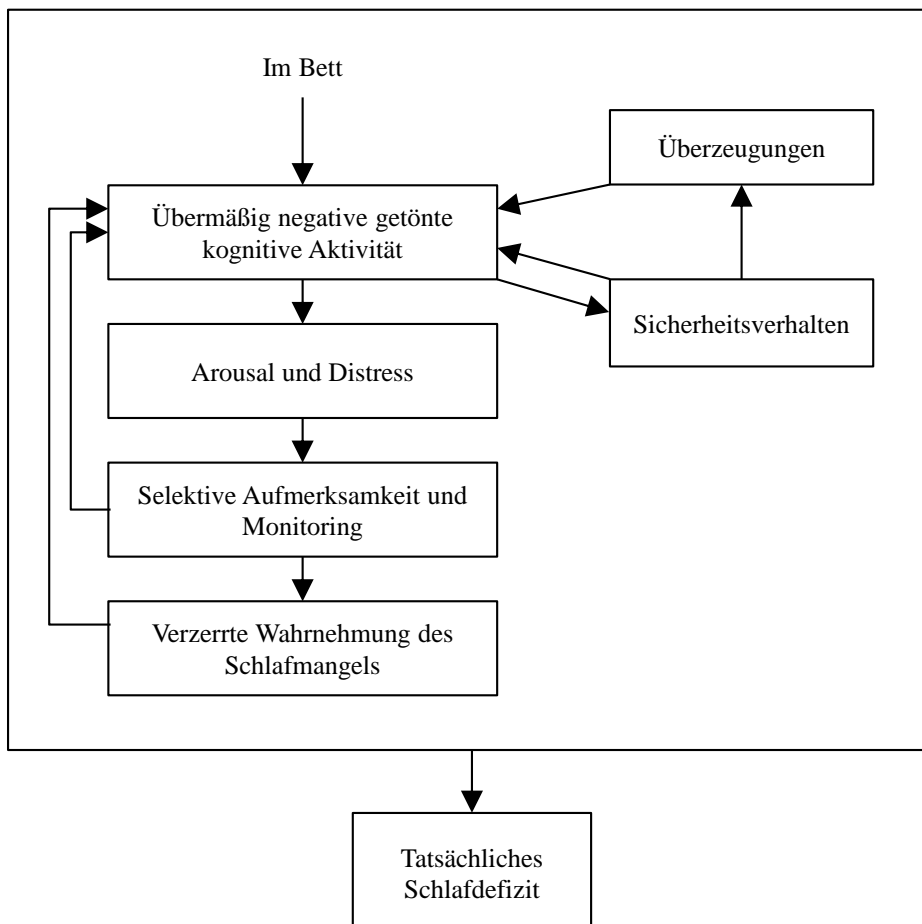 Im Bett
Überzeugungen
Übermäßig negative getönte
kognitive Aktivität
Sicherheitsverhalten
Arousal und Distress
Selektive Aufmerksamkeit und
Monitoring
Verzerrte Wahrnehmung des
Schlafmangels
Tatsächliches
Schlafdefizit